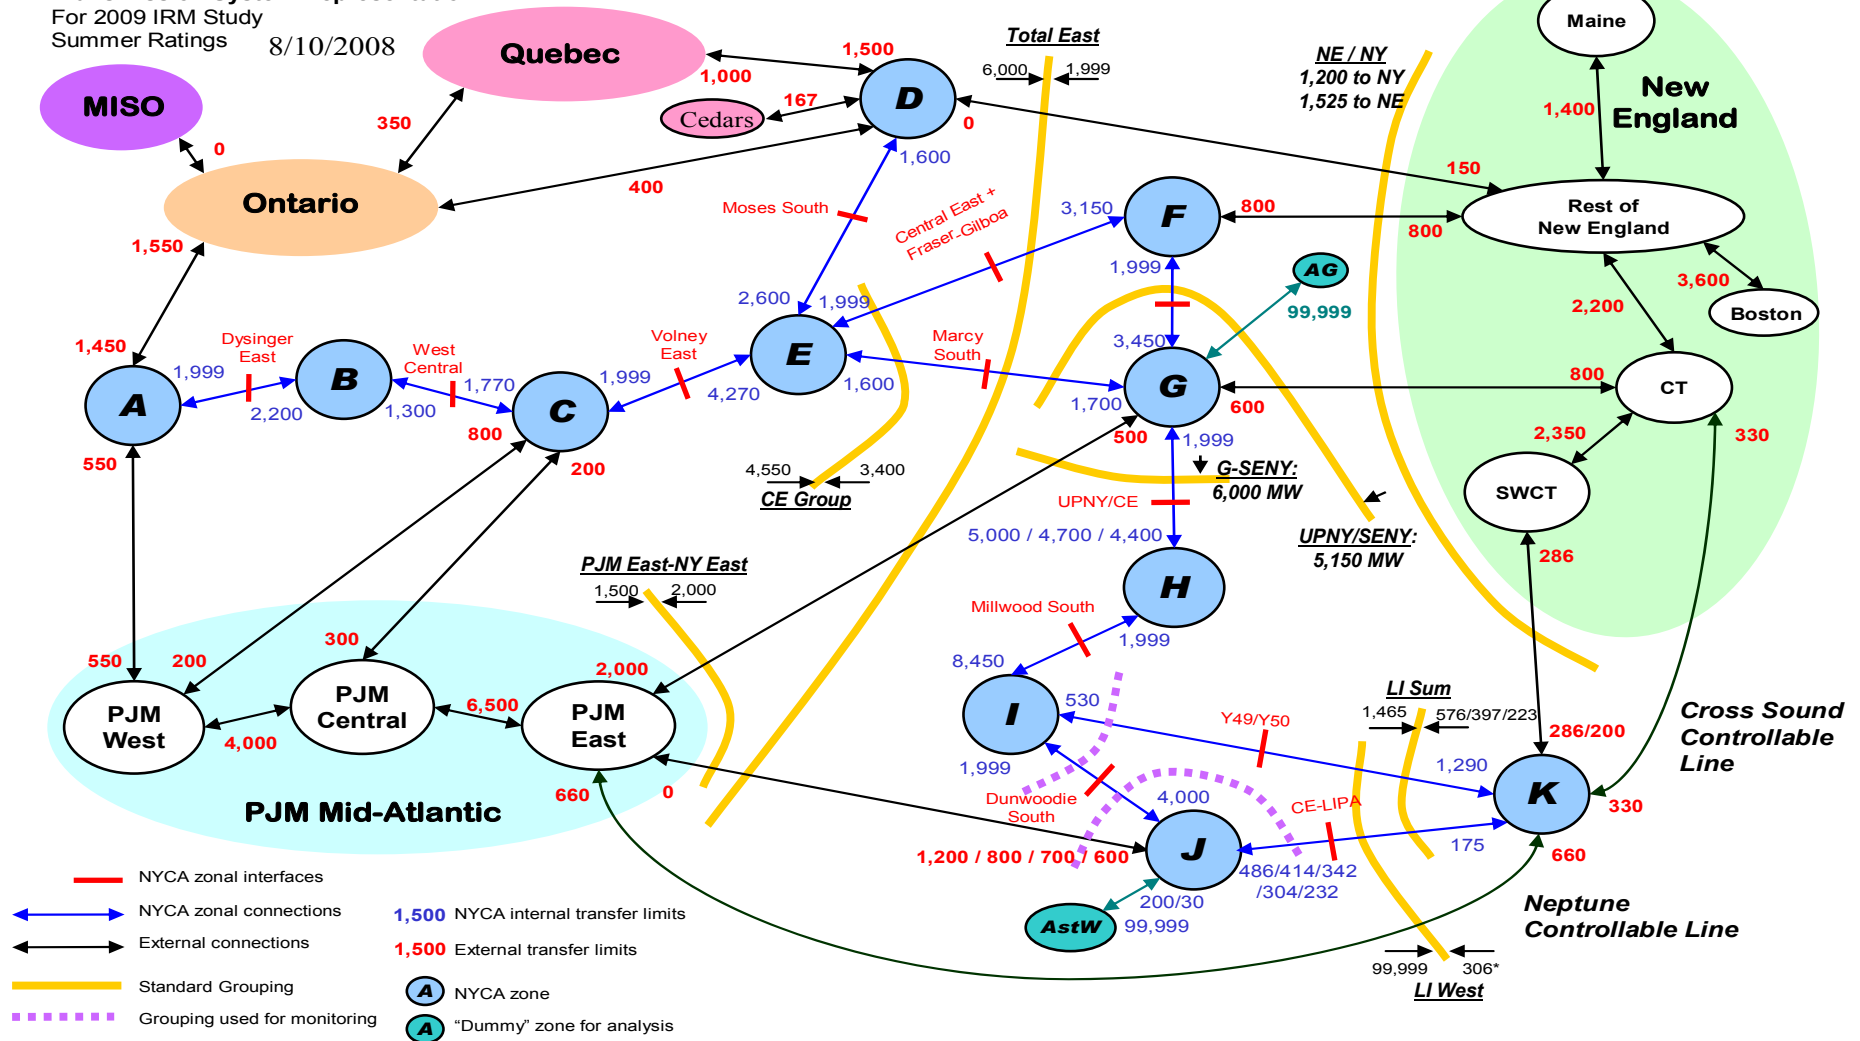 For 2009 IRM Study
Summer Ratings
8/10/2008
MISO
0
Quebec
350
Ontario
1,500
1,000
Cedars
167
D
0
400
1,600
Total East
6,000
1,999
NE / NY
1,200 to NY
1,525 to NE
Maine
New
England
1,400
150
Rest of
New England
3,600
Boston
2,200
800
CT
2,350
330
SWCT
286
Moses South
Central East +
Fraser-Gilboa
3,150
F
800
800
1,999
AG
99,999
1,550
1,450
A
1,999
Dysinger
East
2,200
B
West
Central
1,770
1,300
C
800
200
1,999
Volney
East
4,270
2,600
1,999
E
1,600
Marcy
South
3,450
G
1,700
600
500
1,999
4,550
3,400
CE Group
G-SENY:
6,000 MW
UPNY/CE
5,000 / 4,700 / 4,400
UPNY/SENY:
5,150 MW
550
PJM East-NY East
1,500
2,000
H
Millwood South
1,999
8,450
I
530
1,999
Y49/Y50
LI Sum
1,465
576/397/223
286/200
1,290
K
330
175
660
Cross Sound
Controllable
Line
550
200
300
2,000
PJM
West
PJM
Central
PJM
East
4,000
6,500
660
0
PJM Mid-Atlantic
Dunwoodie
South
4,000
CE-LIPA
J
1,200 / 800 / 700 / 600
486/414/342
/304/232
200/30
AstW
99,999
Neptune
Controllable Line
99,999
306*
LI West
NYCA zonal interfaces
NYCA zonal connections
External connections
Standard Grouping
Grouping used for monitoring
1,500 NYCA internal transfer limits
1,500 External transfer limits
A NYCA zone
A “Dummy” zone for analysis